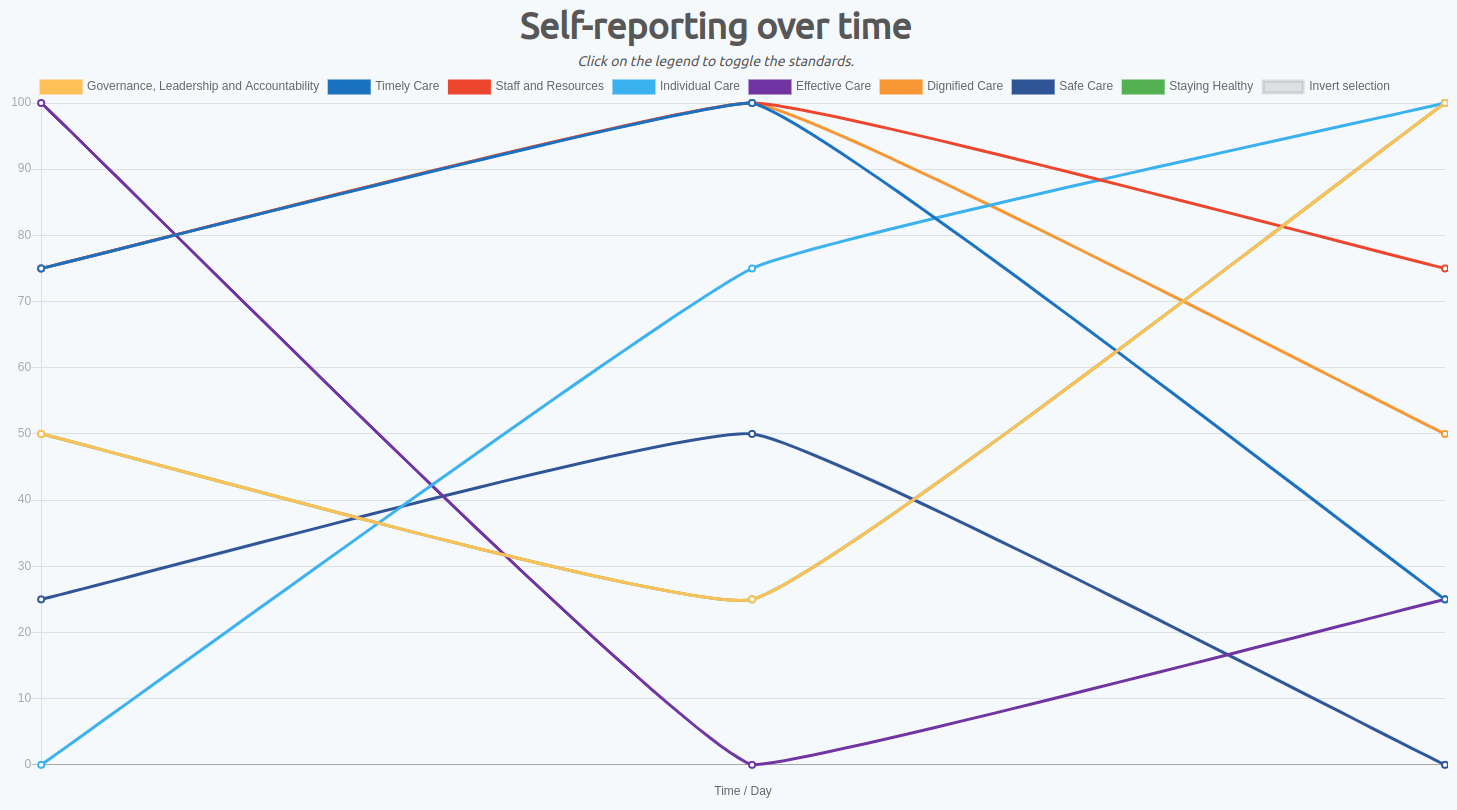 Self-reporting over time
Click on the legend to toggle the standards.
Governance, Leadership and Accountability Timely Care Staff and Resources Individual Care Effective Care Dignified Care Safe Care Staying Healthy Invert selection
100
90
80
70
60
50
40
30
20
10
0
Time / Day